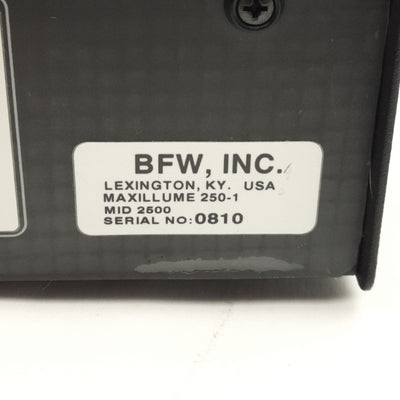 BFW, INC.
LEXINGTON, KY. USA
MAXILLUME 250-1
MID 2500
SERIAL NO: 0810